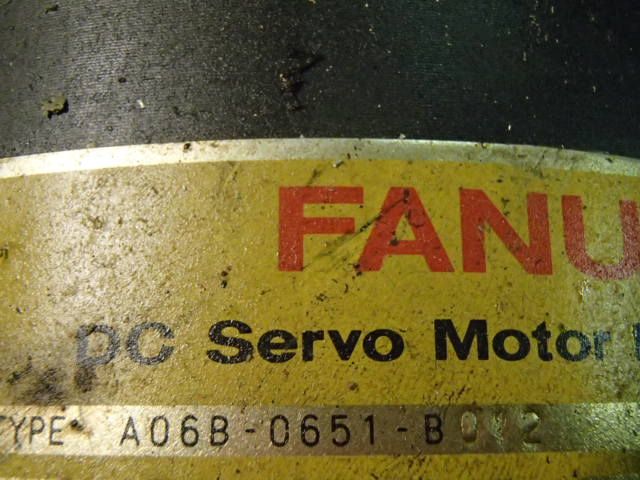 FANU
DC Servo Motor
TYPE A06B-0651-B